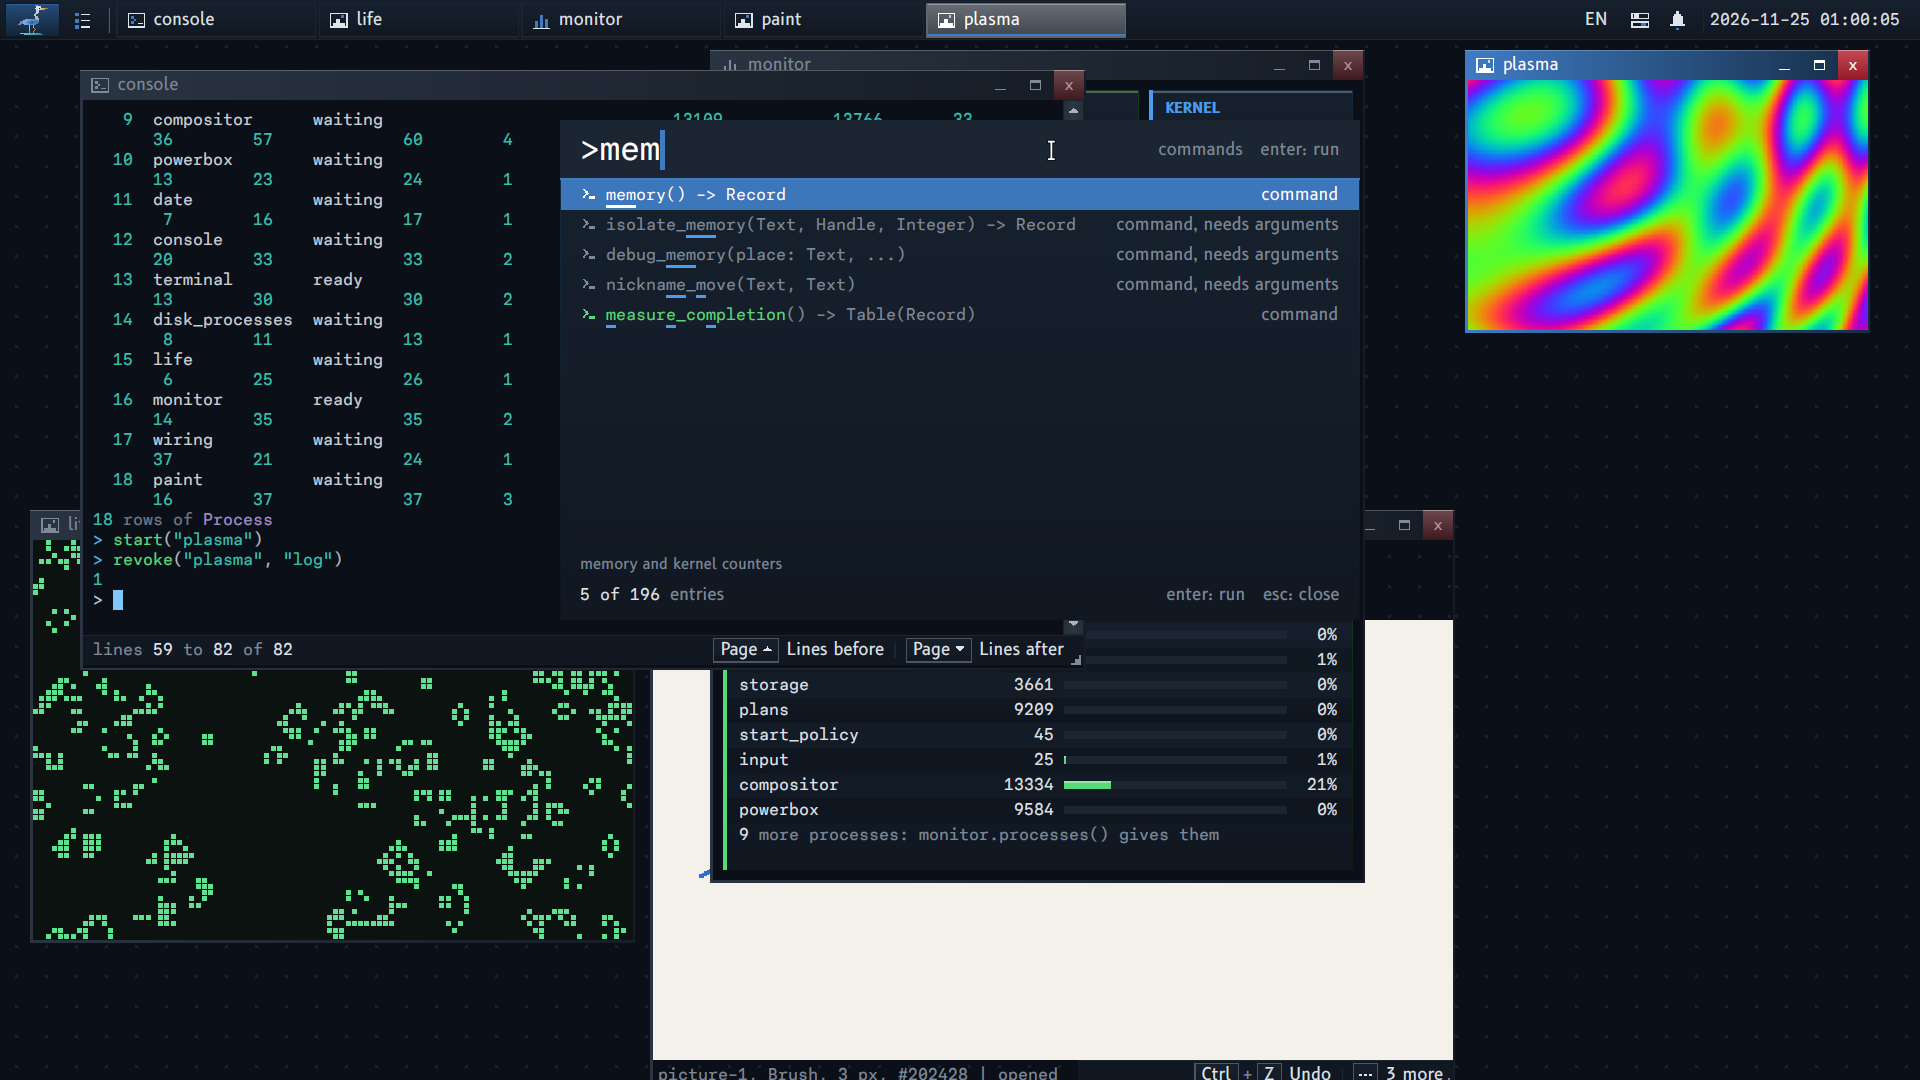 console
life
monitor
paint
plasma
EN
2026-11-25 01:00:05
monitor
x
plasma
x
console
x
KERNEL
9 compositor waiting 13109 13766 33
36 57 60 4
10 powerbox waiting
13 23 24 1
11 date waiting
7 16 17 1
12 console waiting
20 33 33 2
13 terminal ready
13 30 30 2
14 disk_processes waiting
8 11 13 1
15 life waiting
6 25 26 1
16 monitor ready
14 35 35 2
17 wiring waiting
37 21 24 1
18 paint waiting
16 37 37 3
18 rows of Process
> start("plasma")
> revoke("plasma", "log")
1
>
lines 59 to 82 of 82
Page Lines before
Page Lines after
>mem
commands enter: run
memory() -> Record command
isolate_memory(Text, Handle, Integer) -> Record command, needs arguments
debug_memory(place: Text, ...) command, needs arguments
nickname_move(Text, Text) command, needs arguments
measure_completion() -> Table(Record) command
memory and kernel counters
5 of 196 entries
enter: run esc: close
li
x
0%
1%
storage 3661 0%
plans 9209 0%
start_policy 45 0%
input 25 1%
compositor 13334 21%
powerbox 9584 0%
9 more processes: monitor.processes() gives them
picture-1, Brush, 3 px, #202428 | opened
Ctrl + Z Undo
3 more